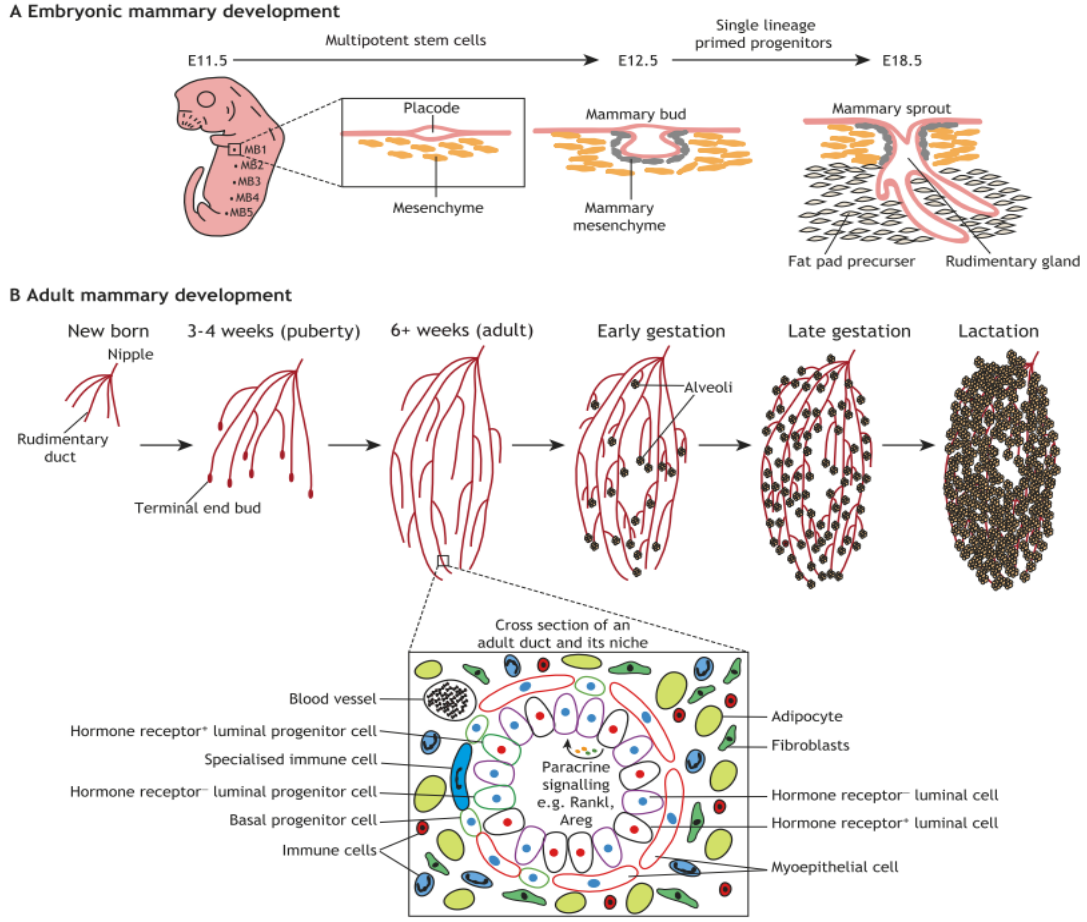 A Embryonic mammary development
E11.5
Multipotent stem cells
E12.5
Single lineage
primed progenitors
E18.5
MB1
MB2
MB3
MB4
MB5
Placode
Mesenchyme
Mammary bud
Mammary
mesenchyme
Mammary sprout
Fat pad precurser
Rudimentary gland
B Adult mammary development
New born
3-4 weeks (puberty)
6+ weeks (adult)
Early gestation
Late gestation
Lactation
Nipple
Rudimentary
duct
Terminal end bud
Alveoli
Cross section of an
adult duct and its niche
Blood vessel
Hormone receptor⁺ luminal progenitor cell
Specialised immune cell
Hormone receptor⁻ luminal progenitor cell
Basal progenitor cell
Immune cells
Paracrine
signalling
e.g. Rankl,
Areg
Adipocyte
Fibroblasts
Hormone receptor⁻ luminal cell
Hormone receptor⁺ luminal cell
Myoepithelial cell